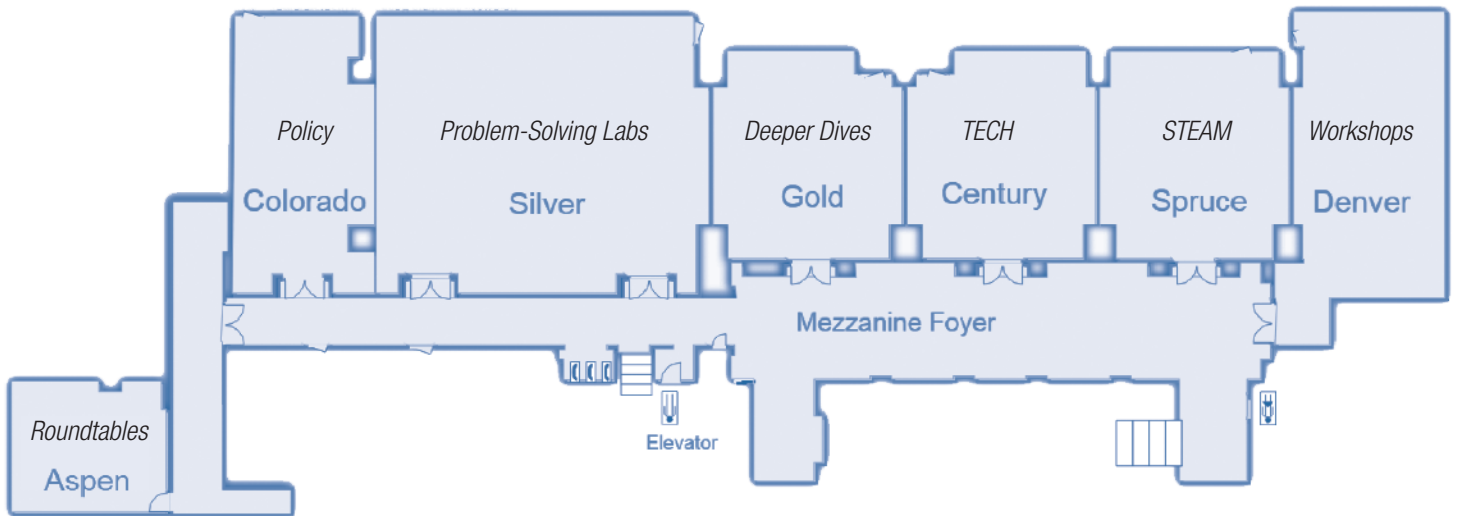 Policy
Colorado
Problem-Solving Labs
Silver
Deeper Dives
Gold
TECH
Century
STEAM
Spruce
Workshops
Denver
Mezzanine Foyer
Elevator
Roundtables
Aspen